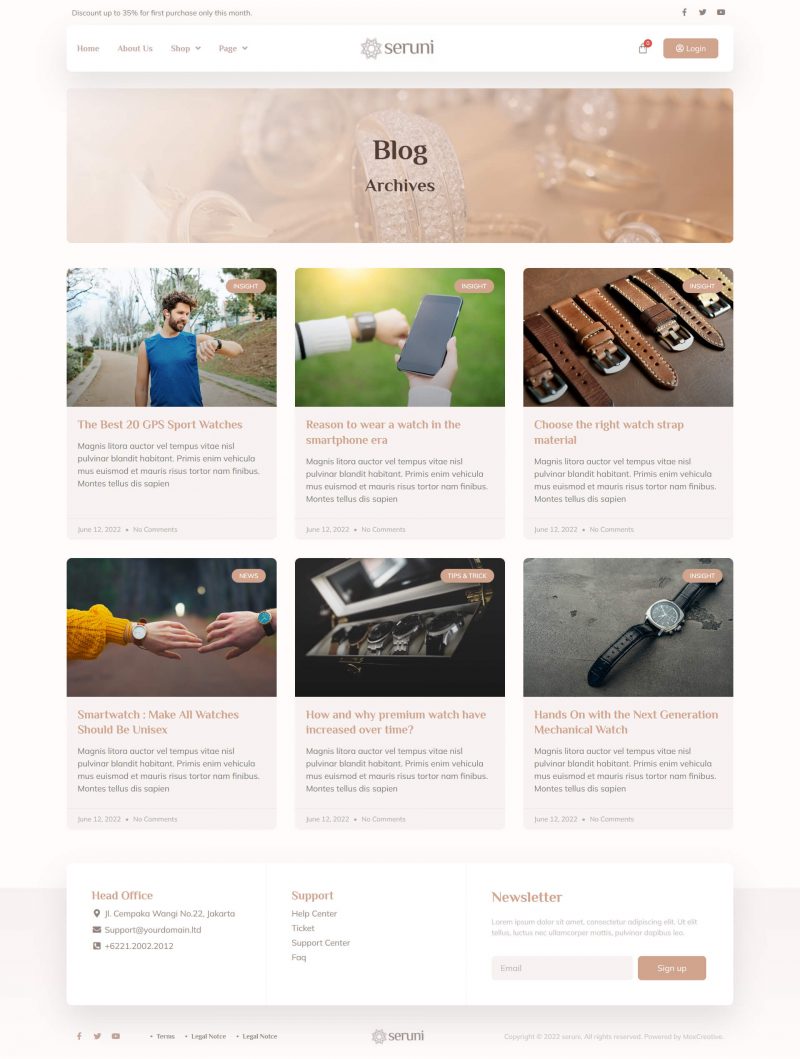 Discount up to 35% for first purchase only this month.
Home About Us Shop Page
seruni
0
Login
Blog
Archives
INSIGHT
The Best 20 GPS Sport Watches
Magnis litora auctor vel tempus vitae nisl
pulvinar blandit habitant. Primis enim vehicula
mus euismod et mauris risus tortor nam finibus.
Montes tellus dis sapien
June 12, 2022 • No Comments
INSIGHT
Reason to wear a watch in the
smartphone era
Magnis litora auctor vel tempus vitae nisl
pulvinar blandit habitant. Primis enim vehicula
mus euismod et mauris risus tortor nam finibus.
Montes tellus dis sapien
June 12, 2022 • No Comments
INSIGHT
Choose the right watch strap
material
Magnis litora auctor vel tempus vitae nisl
pulvinar blandit habitant. Primis enim vehicula
mus euismod et mauris risus tortor nam finibus.
Montes tellus dis sapien
June 12, 2022 • No Comments
NEWS
Smartwatch : Make All Watches
Should Be Unisex
Magnis litora auctor vel tempus vitae nisl
pulvinar blandit habitant. Primis enim vehicula
mus euismod et mauris risus tortor nam finibus.
Montes tellus dis sapien
June 12, 2022 • No Comments
TIPS & TRICK
How and why premium watch have
increased over time?
Magnis litora auctor vel tempus vitae nisl
pulvinar blandit habitant. Primis enim vehicula
mus euismod et mauris risus tortor nam finibus.
Montes tellus dis sapien
June 12, 2022 • No Comments
INSIGHT
Hands On with the Next Generation
Mechanical Watch
Magnis litora auctor vel tempus vitae nisl
pulvinar blandit habitant. Primis enim vehicula
mus euismod et mauris risus tortor nam finibus.
Montes tellus dis sapien
June 12, 2022 • No Comments
Head Office
Jl. Cempaka Wangi No.22, Jakarta
Support@yourdomain.ltd
+6221.2002.2012
Support
Help Center
Ticket
Support Center
Faq
Newsletter
Lorem ipsum dolor sit amet, consectetur adipiscing elit. Ut elit
tellus, luctus nec ullamcorper mattis, pulvinar dapibus leo.
Email
Sign up
• Terms • Legal Notce • Legal Notce
seruni
Copyright © 2022 seruni, All rights reserved. Powered by MoxCreative.